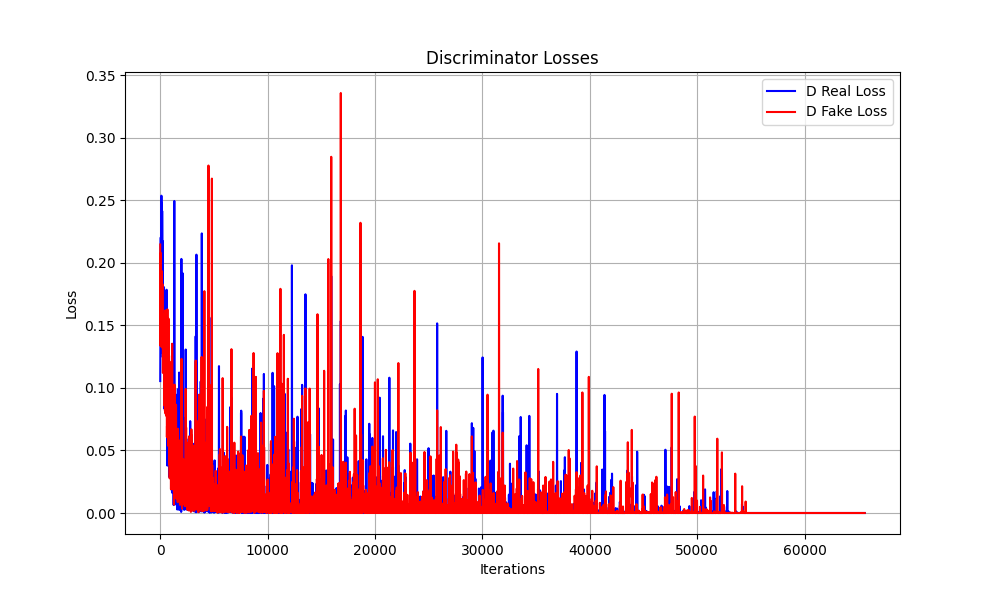 Discriminator Losses
0.35
0.30
0.25
0.20
0.15
0.10
0.05
0.00
Loss
D Real Loss
D Fake Loss
0 10000 20000 30000 40000 50000 60000
Iterations